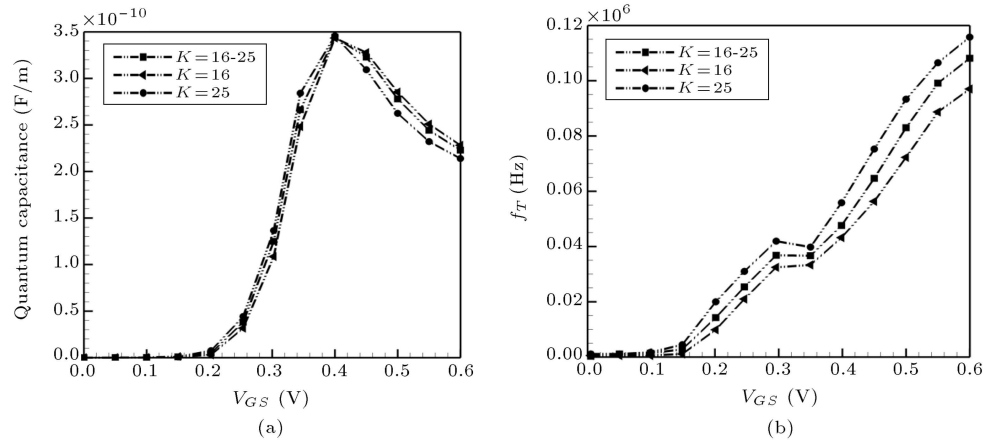 ×10⁻¹⁰
3.5
3.0
2.5
2.0
1.5
1.0
0.5
0.0
Quantum capacitance (F/m)
K=16-25
K=16
K=25
0.0 0.1 0.2 0.3 0.4 0.5 0.6
V_GS (V)
(a)
×10⁶
0.12
0.10
0.08
0.06
0.04
0.02
0.00
f_T (Hz)
K=16-25
K=16
K=25
0.0 0.1 0.2 0.3 0.4 0.5 0.6
V_GS (V)
(b)